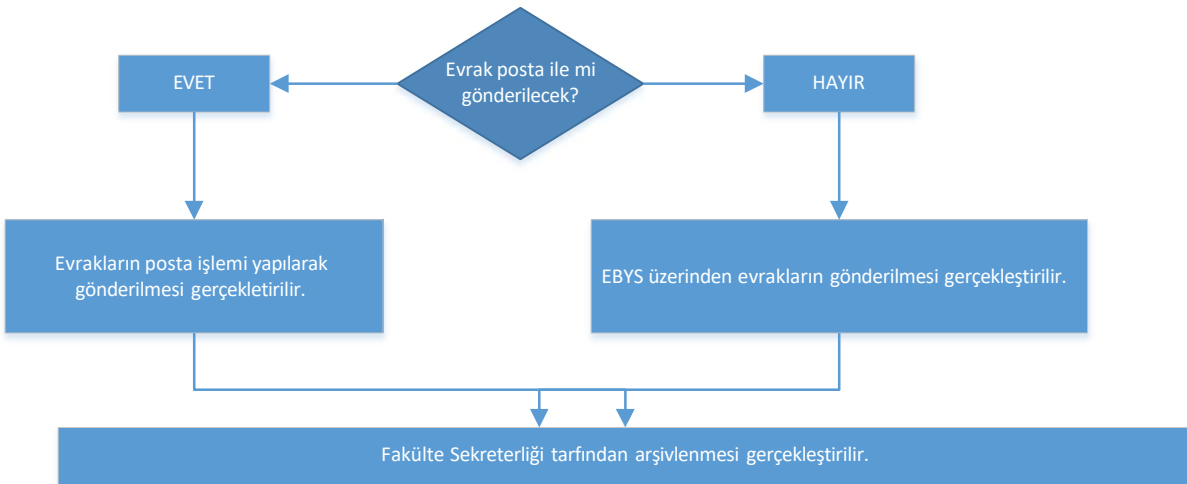 Evrak posta ile mi
gönderilecek?
EVET
HAYIR
Evrakların posta işlemi yapılarak
gönderilmesi gerçekletirilir.
EBYS üzerinden evrakların gönderilmesi gerçekleştirilir.
Fakülte Sekreterliği tarfından arşivlenmesi gerçekleştirilir.